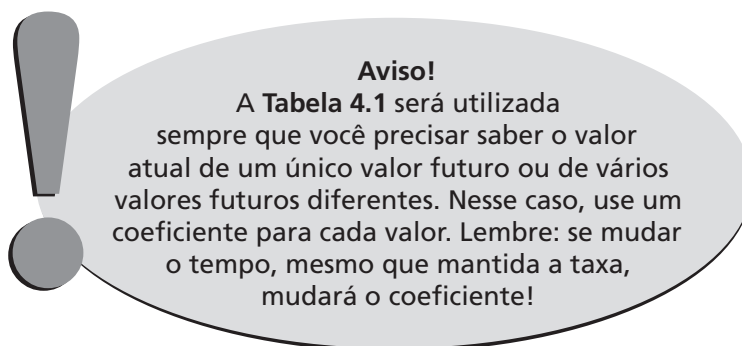 Aviso!
A Tabela 4.1 será utilizada
sempre que você precisar saber o valor
atual de um único valor futuro ou de vários
valores futuros diferentes. Nesse caso, use um
coeficiente para cada valor. Lembre: se mudar
o tempo, mesmo que mantida a taxa,
mudará o coeficiente!